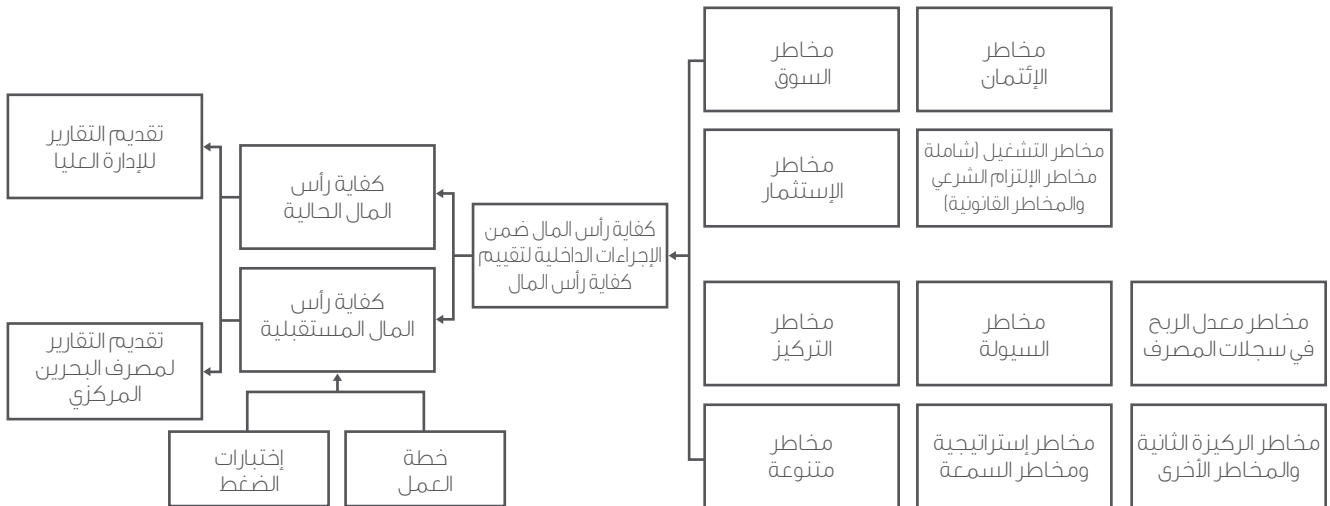 مخاطر
الإئتمان
مخاطر
السوق
مخاطر التشغيل (شاملة
مخاطر الإلتزام الشرعي
والمخاطر القانونية)
مخاطر
الإستثمار
مخاطر معدل الربح
في سجلات المصرف
مخاطر
السيولة
مخاطر
التركيز
مخاطر الركيزة الثانية
والمخاطر الأخرى
مخاطر إستراتيجية
ومخاطر السمعة
مخاطر
متنوعة
كفاية رأس المال ضمن
الإجراءات الداخلية لتقييم
كفاية رأس المال
كفاية رأس
المال الحالية
كفاية رأس
المال المستقبلية
خطة
العمل
إختبارات
الضغط
تقديم التقارير
للإدارة العليا
تقديم التقارير
لمصرف البحرين
المركزي